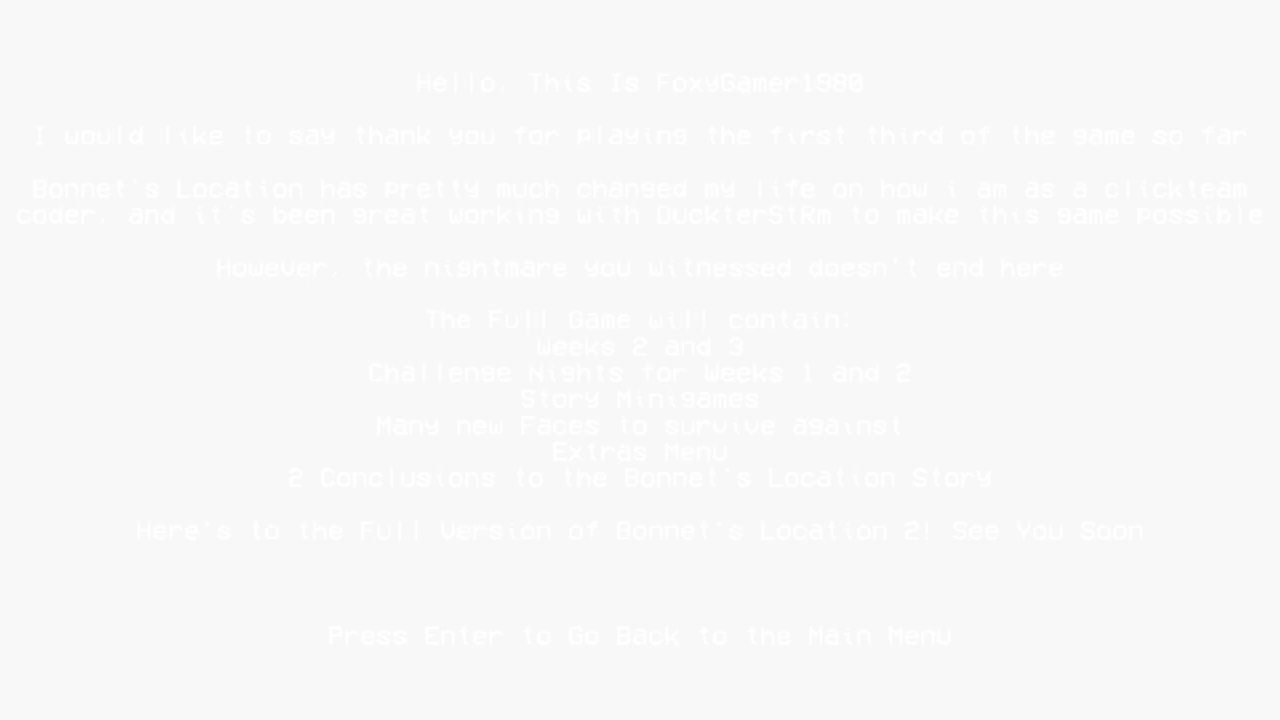 Hello. This Is FoxyGamer1980
I would like to say thank you for playing the first third of the game so far
Bonnet's Location has pretty much changed my life on how i am as a clickteam
coder. and it's been great working with DuckterStRm to make this game possible
However. the nightmare you witnessed doesn't end here
The Full Game will contain:
Weeks 2 and 3
Challenge Nights for Weeks 1 and 2
Story Minigames
Many new Faces to survive against
Extras Menu
2 Conclusions to the Bonnet's Location Story
Here's to the Full Version of Bonnet's Location 2! See You Soon
Press Enter to Go Back to the Main Menu